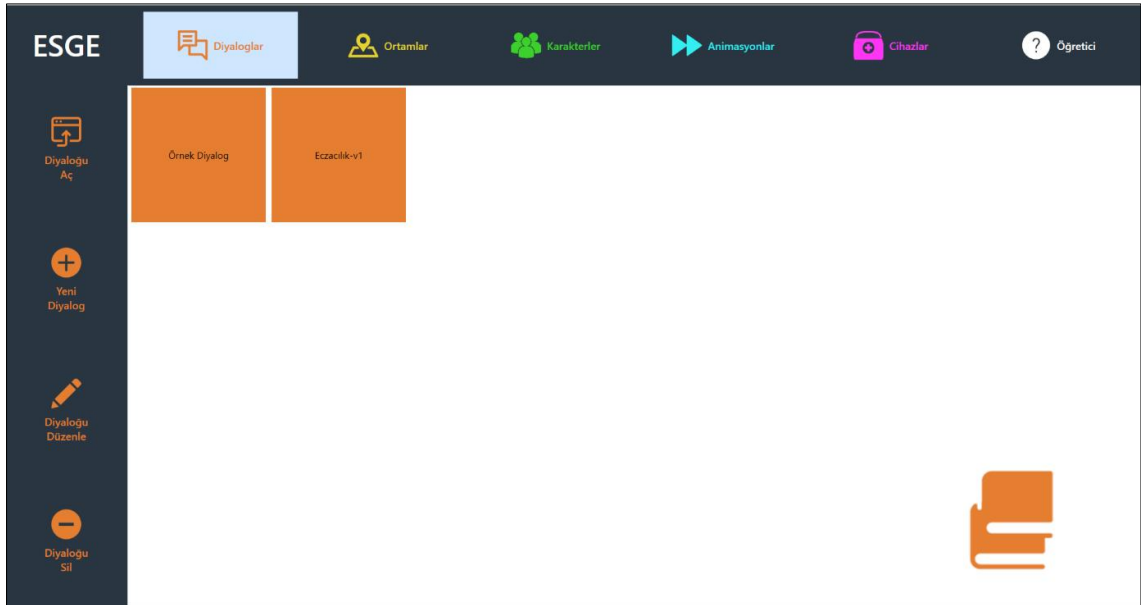 ESGE
Diyaloglar
Ortamlar
Karakterler
Animasyonlar
Cihazlar
? Öğretici
Diyaloğu
Aç
Yeni
Diyalog
Diyaloğu
Düzenle
Diyaloğu
Sil
Örnek Diyalog
Eczacılık-v1